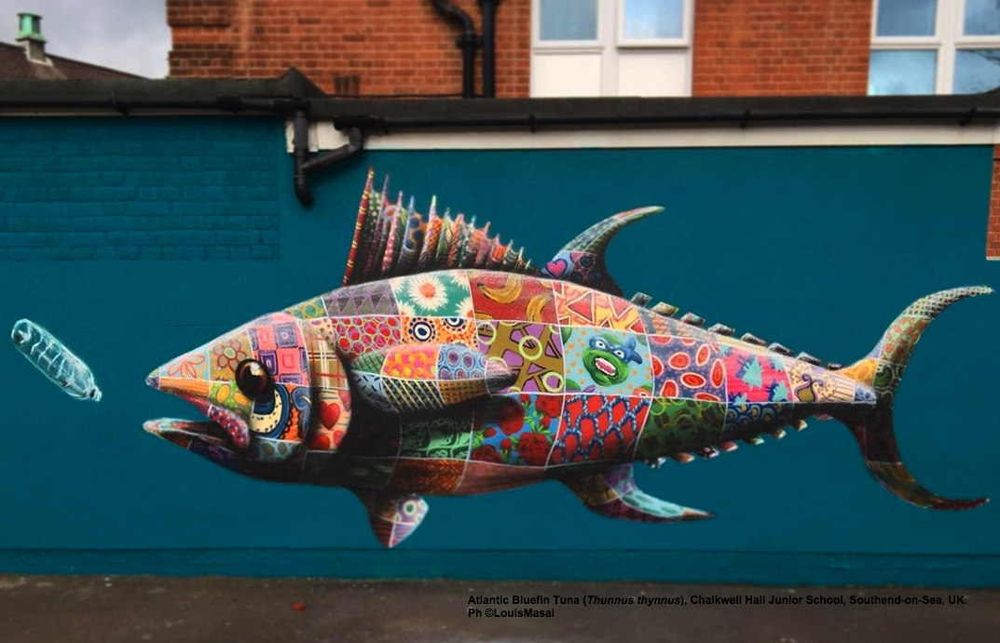 Atlantic Bluefin Tuna (Thunnus thynnus), Chalkwell Hall Junior School, Southend-on-Sea, UK.
Ph ©LouisMasai